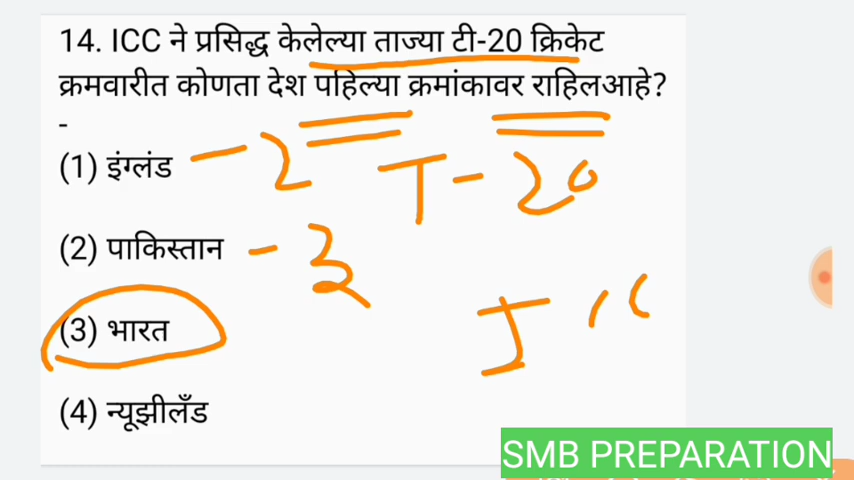 14. ICC ने प्रसिद्ध केलेल्या ताज्या टी-20 क्रिकेट
क्रमवारीत कोणता देश पहिल्या क्रमांकावर राहिलआहे?
-
(1) इंग्लंड - 2
T - 20
(2) पाकिस्तान - 3
(3) भारत
(4) न्यूझीलँड
SMB PREPARATION